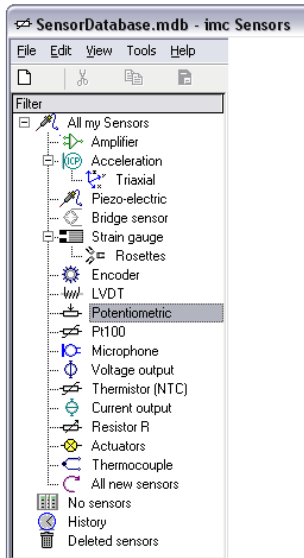 SensorDatabase.mdb - imc Sensors
File Edit View Tools Help
Filter
All my Sensors
Amplifier
ICP Acceleration
Triaxial
Piezo-electric
Bridge sensor
Strain gauge
Rosettes
Encoder
LVDT
Potentiometric
Pt100
Microphone
Voltage output
Thermistor (NTC)
Current output
Resistor R
Actuators
Thermocouple
All new sensors
No sensors
History
Deleted sensors